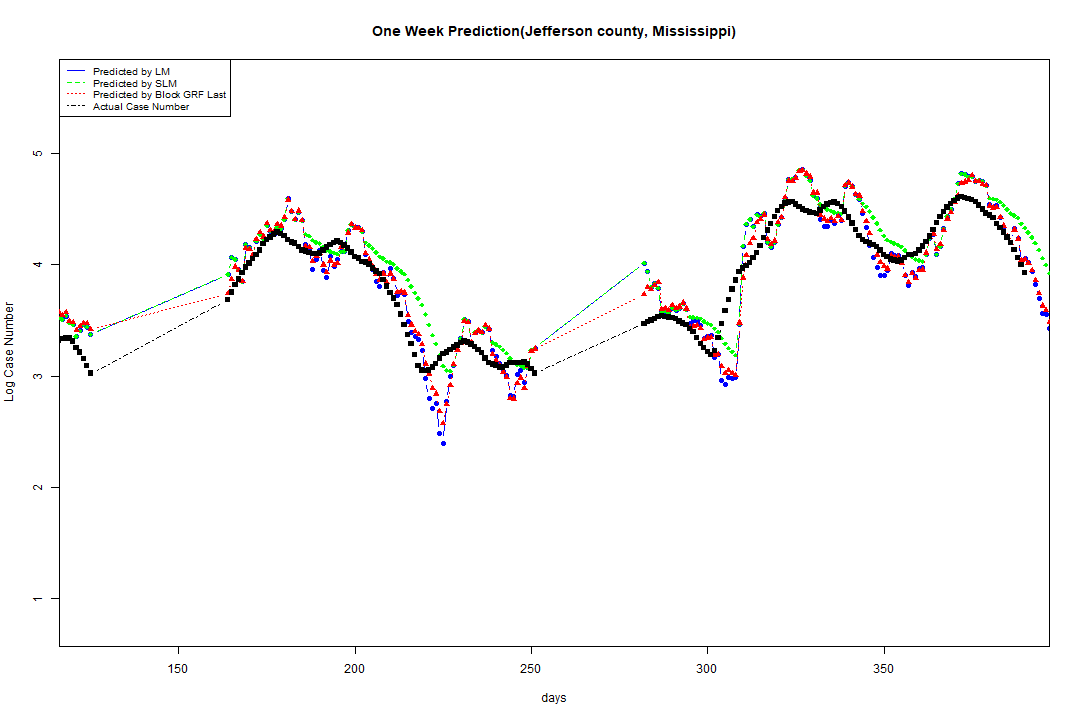 One Week Prediction(Jefferson county, Mississippi)
Predicted by LM
Predicted by SLM
Predicted by Block GRF Last
Actual Case Number
Log Case Number
5
4
3
2
1
150
200
250
300
350
days